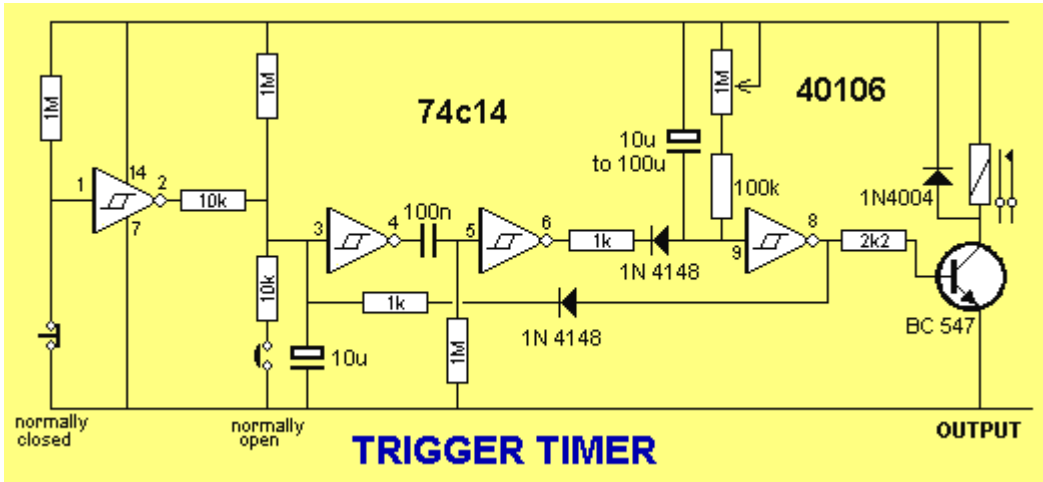 1M
1M
1M
74c14
40106
10u
to 100u
100k
1N4004
1
14
2
7
10k
3
4
100n
5
6
1k
1N 4148
9
8
2k2
10k
1k
1N 4148
BC 547
10u
1M
normally
closed
normally
open
TRIGGER TIMER
OUTPUT